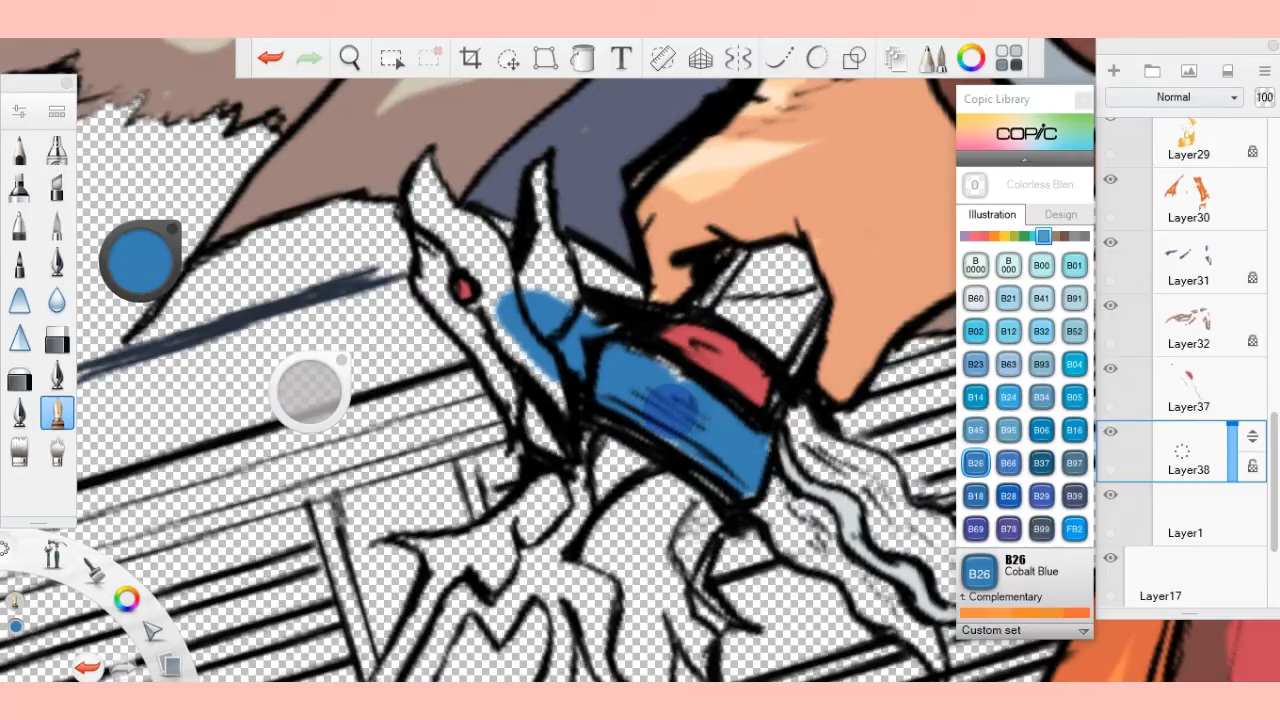 T
Normal
100
Copic Library
COPIC
0 Colorless Blen
Illustration Design
B 0000 B 000 B00 B01
B60 B21 B41 B91
B02 B12 B32 B52
B23 B63 B93 B04
B14 B24 B34 B05
B45 B95 B06 B16
B26 B66 B37 B97
B18 B28 B29 B39
B69 B79 B99 FB2
B26 B26
Cobalt Blue
t: Complementary
Custom set
Layer29
Layer30
Layer31
Layer32
Layer37
Layer38
Layer1
Layer17